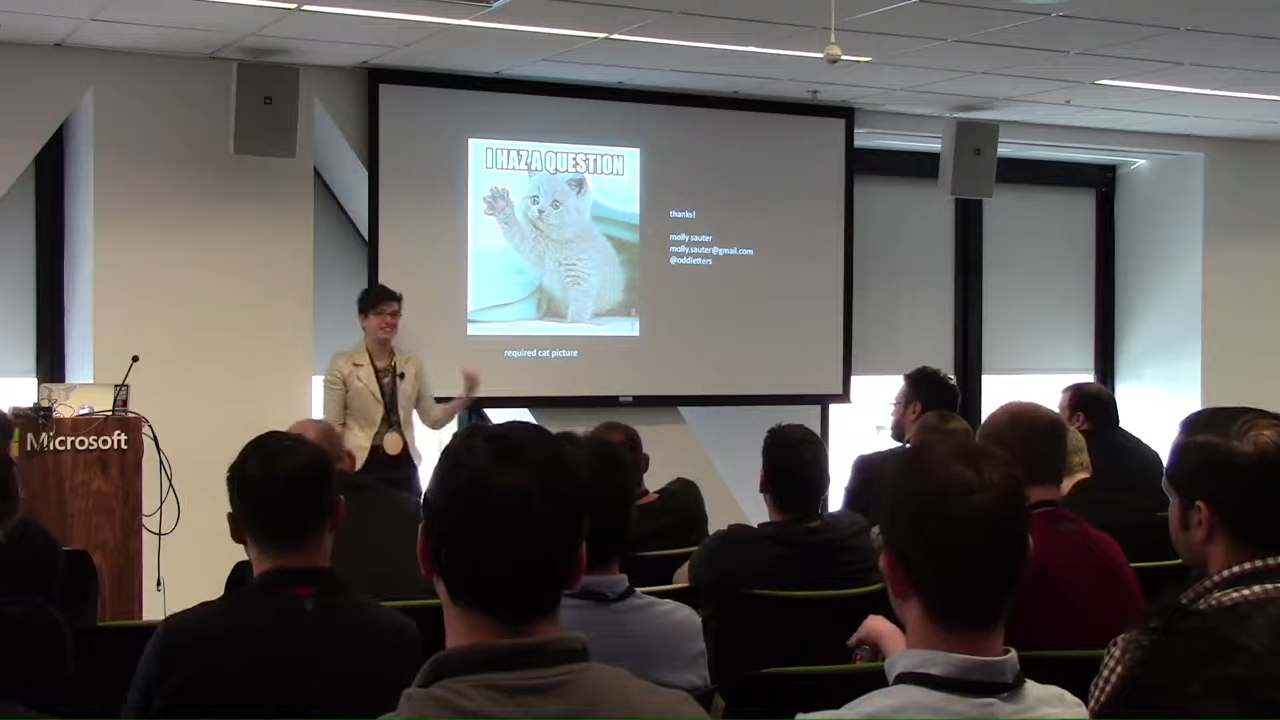 I HAZ A QUESTION
thanks!
molly sauter
molly.sauter@gmail.com
@oddletters
required cat picture
Microsoft